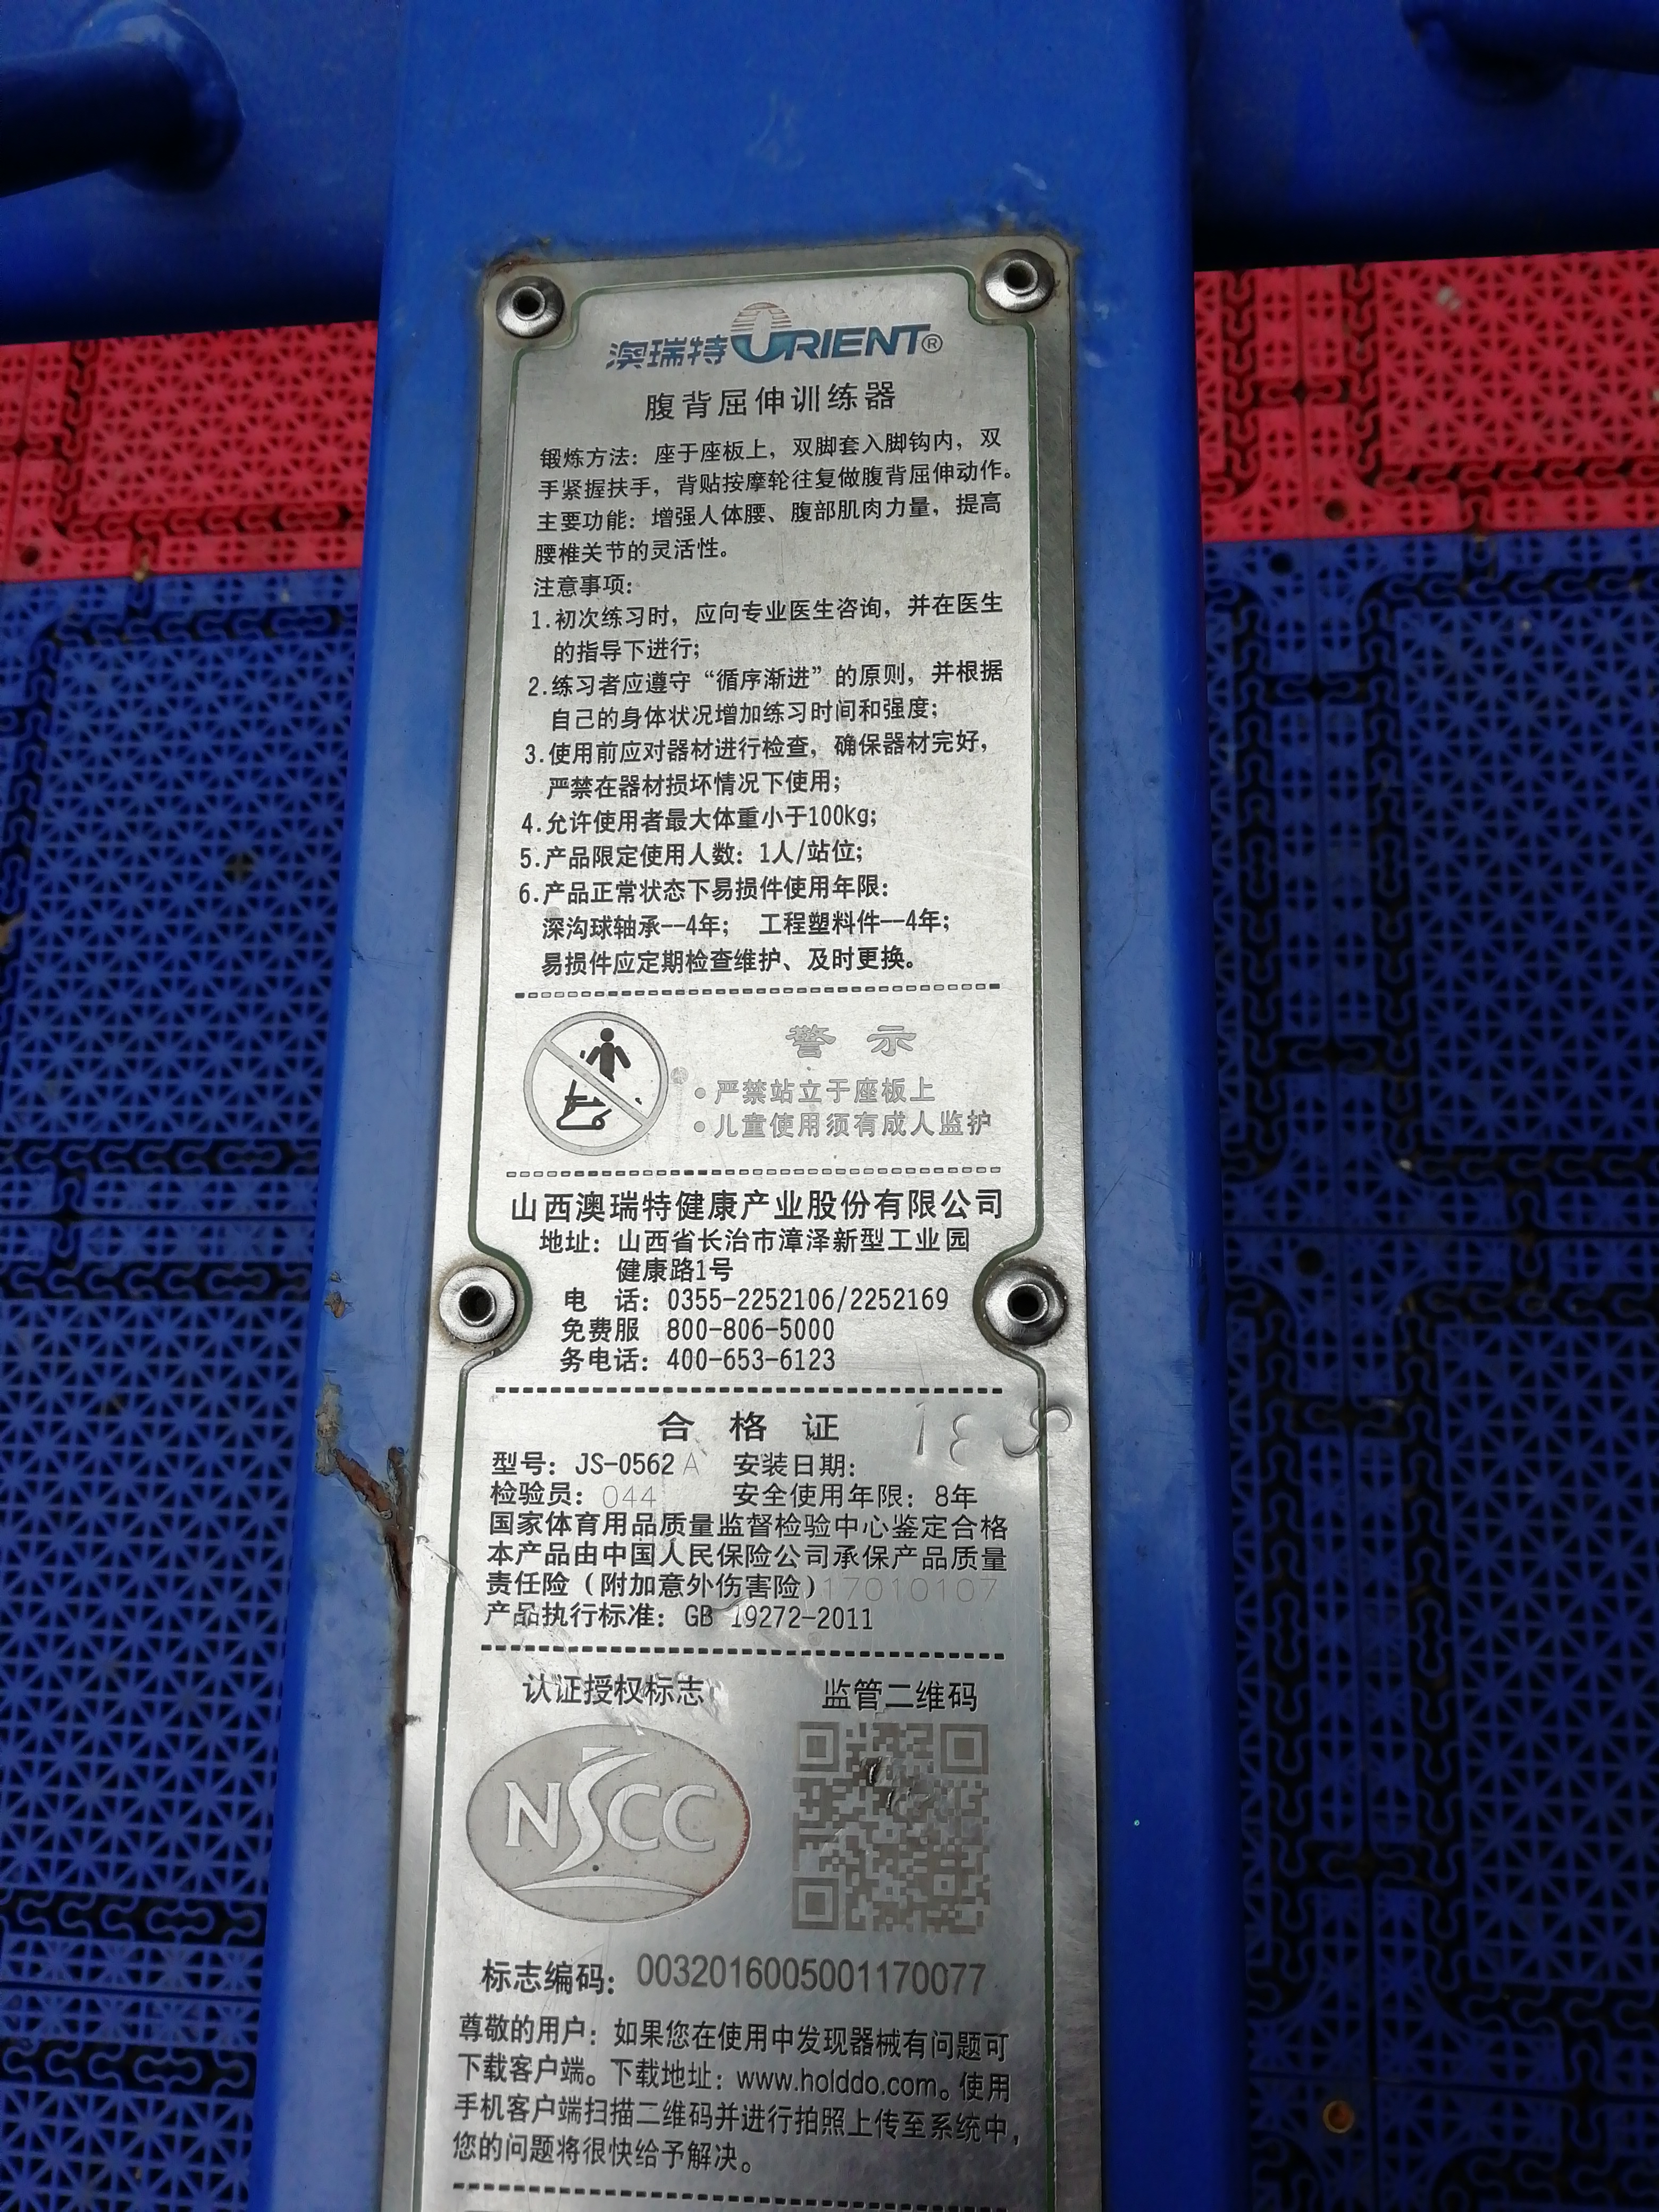 澳瑞特ORIENT®
腹背屈伸训练器
锻炼方法：座于座板上，双脚套入脚钩内，双
手紧握扶手，背贴按摩轮往复做腹背屈伸动作。
主要功能：增强人体腰、腹部肌肉力量，提高
腰椎关节的灵活性。
注意事项：
1.初次练习时，应向专业医生咨询，并在医生
的指导下进行；
2.练习者应遵守“循序渐进”的原则，并根据
自己的身体状况增加练习时间和强度；
3.使用前应对器材进行检查，确保器材完好，
严禁在器材损坏情况下使用；
4.允许使用者最大体重小于100kg；
5.产品限定使用人数：1人/站位；
6.产品正常状态下易损件使用年限：
深沟球轴承--4年； 工程塑料件--4年；
易损件应定期检查维护、及时更换。
警 示
•严禁站立于座板上
•儿童使用须有成人监护
山西澳瑞特健康产业股份有限公司
地址：山西省长治市漳泽新型工业园
健康路1号
电 话：0355-2252106/2252169
免费服 800-806-5000
务电话：400-653-6123
合 格 证
型号：JS-0562A 安装日期：
检验员：044 安全使用年限：8年
国家体育用品质量监督检验中心鉴定合格
本产品由中国人民保险公司承保产品质量
责任险（附加意外伤害险）17010107
产品执行标准：GB 19272-2011
认证授权标志 监管二维码
NSCC
标志编码：0032016005001170077
尊敬的用户：如果您在使用中发现器械有问题可
下载客户端。下载地址：www.holddo.com。使用
手机客户端扫描二维码并进行拍照上传至系统中，
您的问题将很快给予解决。